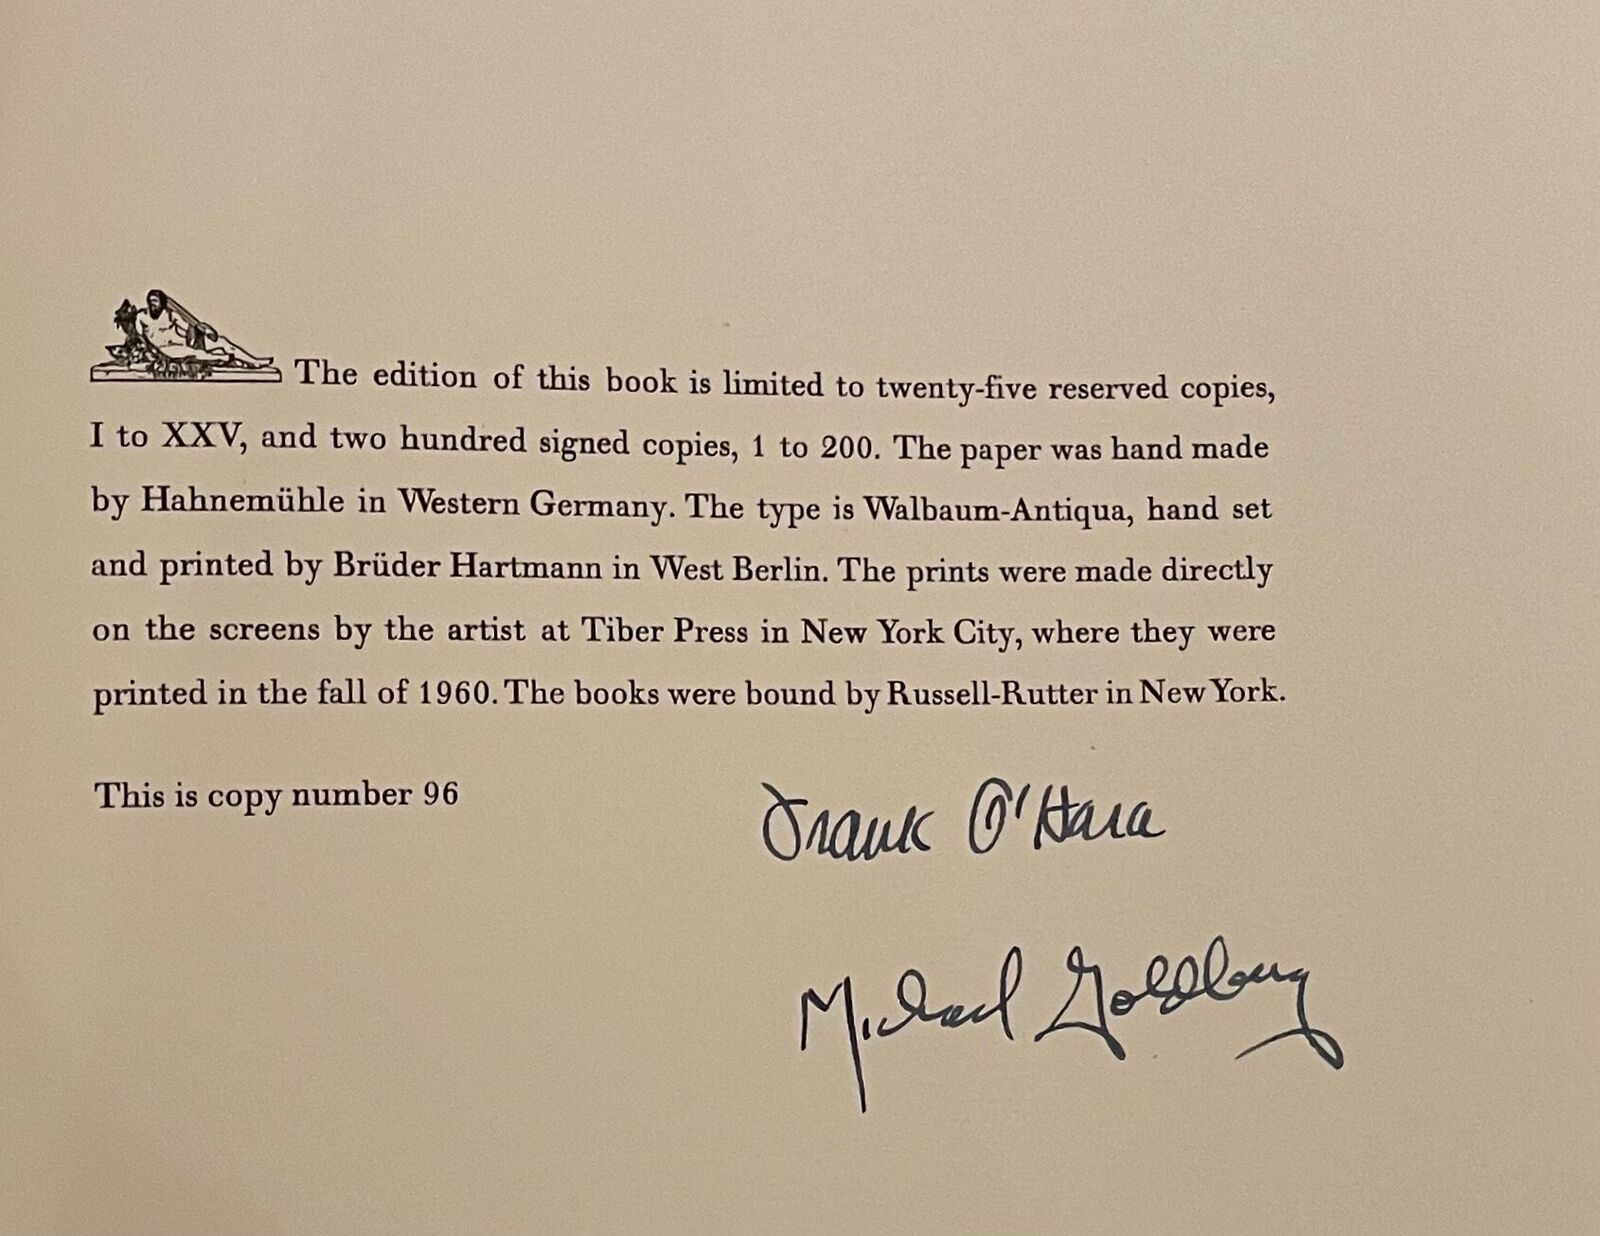 The edition of this book is limited to twenty-five reserved copies,
I to XXV, and two hundred signed copies, 1 to 200. The paper was hand made
by Hahnemühle in Western Germany. The type is Walbaum-Antiqua, hand set
and printed by Brüder Hartmann in West Berlin. The prints were made directly
on the screens by the artist at Tiber Press in New York City, where they were
printed in the fall of 1960. The books were bound by Russell-Rutter in New York.
This is copy number 96
Frank O'Hara
Michael Goldberg